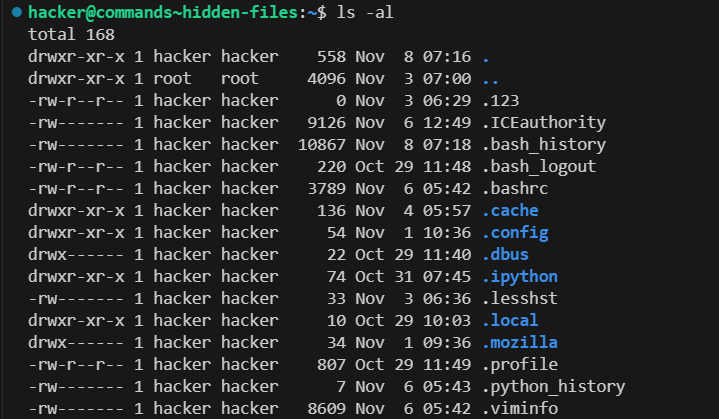 hacker@commands~hidden-files:~$ ls -al
total 168
drwxr-xr-x 1 hacker hacker   558 Nov  8 07:16 .
drwxr-xr-x 1 root   root    4096 Nov  3 07:00 ..
-rw-r--r-- 1 hacker hacker     0 Nov  3 06:29 .123
-rw------- 1 hacker hacker  9126 Nov  6 12:49 .ICEauthority
-rw------- 1 hacker hacker 10867 Nov  8 07:18 .bash_history
-rw-r--r-- 1 hacker hacker   220 Oct 29 11:48 .bash_logout
-rw-r--r-- 1 hacker hacker  3789 Nov  6 05:42 .bashrc
drwxr-xr-x 1 hacker hacker   136 Nov  4 05:57 .cache
drwxr-xr-x 1 hacker hacker    54 Nov  1 10:36 .config
drwx------ 1 hacker hacker    22 Oct 29 11:40 .dbus
drwxr-xr-x 1 hacker hacker    74 Oct 31 07:45 .ipython
-rw------- 1 hacker hacker    33 Nov  3 06:36 .lesshst
drwxr-xr-x 1 hacker hacker    10 Oct 29 10:03 .local
drwx------ 1 hacker hacker    34 Nov  1 09:36 .mozilla
-rw-r--r-- 1 hacker hacker   807 Oct 29 11:49 .profile
-rw------- 1 hacker hacker     7 Nov  6 05:43 .python_history
-rw------- 1 hacker hacker  8609 Nov  6 05:42 .viminfo